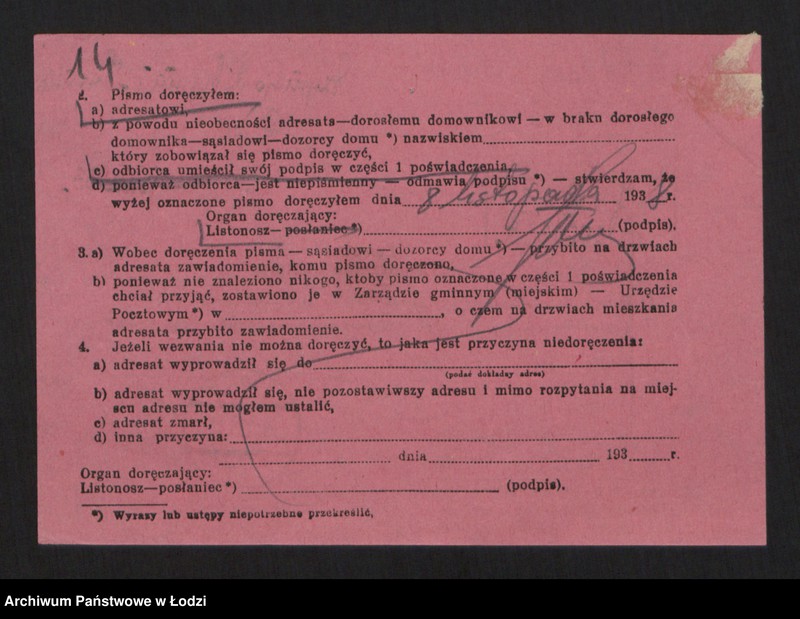 14
2. Pismo doręczyłem:
a) adresatowi,
b) z powodu nieobecności adresata—dorosłemu domownikowi — w braku dorosłego
domownika—sąsiadowi—dozorcy domu *) nazwiskiem
który zobowiązał się pismo doręczyć,
c) odbiorca umieścił swój podpis w części 1 poświadczenia,
d) ponieważ odbiorca—jest niepiśmienny — odmawia podpisu *) — stwierdzam, że
wyżej oznaczone pismo doręczyłem dnia 8 listopada 1938 r.
Organ doręczający:
Listonosz— posłaniec *) (podpis).
3. a) Wobec doręczenia pisma — sąsiadowi — dozorcy domu *) — przybito na drzwiach
adresata zawiadomienie, komu pismo doręczono,
b) ponieważ nie znaleziono nikogo, ktoby pismo oznaczone w części 1 poświadczenia
chciał przyjąć, zostawiono je w Zarządzie gminnym (miejskim) — Urzędzie
Pocztowym *) w , o czem na drzwiach mieszkania
adresata przybito zawiadomienie.
4. Jeżeli wezwania nie można doręczyć, to jaka jest przyczyna niedoręczenia:
a) adresat wyprowadził się do
(podać dokładny adres)
b) adresat wyprowadził się, nie pozostawiwszy adresu i mimo rozpytania na miej-
scu adresu nie mogłem ustalić,
c) adresat zmarł,
d) inna przyczyna:
dnia 193 r.
Organ doręczający:
Listonosz—posłaniec *) (podpis).
*) Wyrazy lub ustępy niepotrzebne przekreślić,
Archiwum Państwowe w Łodzi